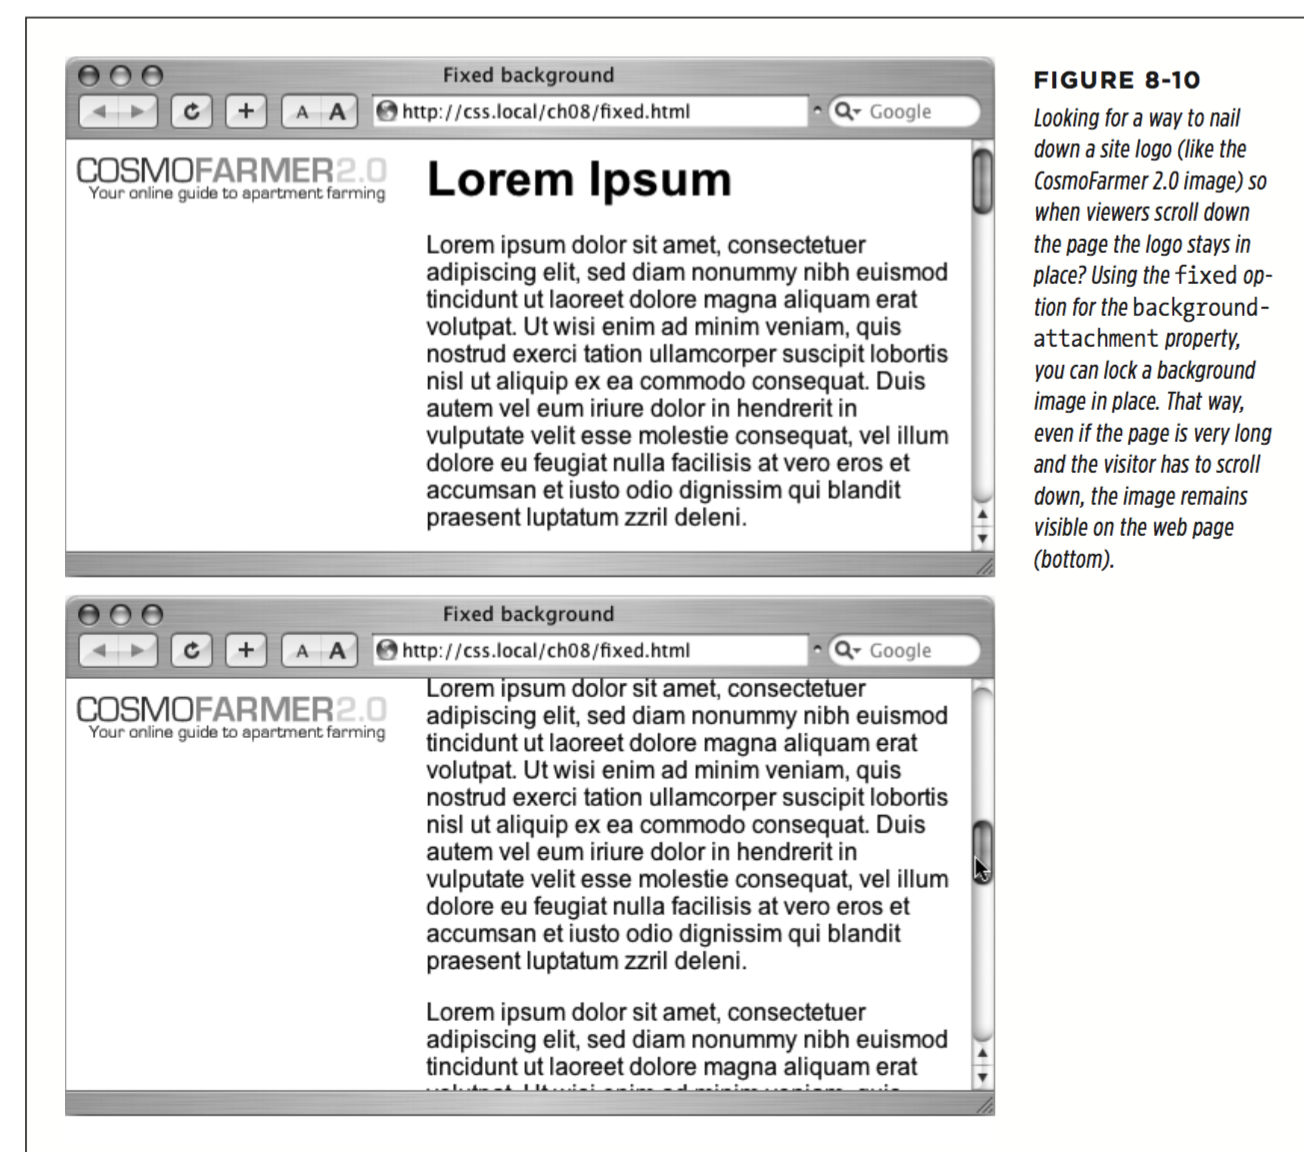 Fixed background
A A
http://css.local/ch08/fixed.html
Google
COSMOFARMER2.0
Your online guide to apartment farming
Lorem Ipsum
Lorem ipsum dolor sit amet, consectetuer
adipiscing elit, sed diam nonummy nibh euismod
tincidunt ut laoreet dolore magna aliquam erat
volutpat. Ut wisi enim ad minim veniam, quis
nostrud exerci tation ullamcorper suscipit lobortis
nisl ut aliquip ex ea commodo consequat. Duis
autem vel eum iriure dolor in hendrerit in
vulputate velit esse molestie consequat, vel illum
dolore eu feugiat nulla facilisis at vero eros et
accumsan et iusto odio dignissim qui blandit
praesent luptatum zzril deleni.
FIGURE 8-10
Looking for a way to nail
down a site logo (like the
CosmoFarmer 2.0 image) so
when viewers scroll down
the page the logo stays in
place? Using the fixed op-
tion for the background-
attachment property,
you can lock a background
image in place. That way,
even if the page is very long
and the visitor has to scroll
down, the image remains
visible on the web page
(bottom).
Fixed background
A A
http://css.local/ch08/fixed.html
Google
COSMOFARMER2.0
Your online guide to apartment farming
Lorem ipsum dolor sit amet, consectetuer
adipiscing elit, sed diam nonummy nibh euismod
tincidunt ut laoreet dolore magna aliquam erat
volutpat. Ut wisi enim ad minim veniam, quis
nostrud exerci tation ullamcorper suscipit lobortis
nisl ut aliquip ex ea commodo consequat. Duis
autem vel eum iriure dolor in hendrerit in
vulputate velit esse molestie consequat, vel illum
dolore eu feugiat nulla facilisis at vero eros et
accumsan et iusto odio dignissim qui blandit
praesent luptatum zzril deleni.
Lorem ipsum dolor sit amet, consectetuer
adipiscing elit, sed diam nonummy nibh euismod
tincidunt ut laoreet dolore magna aliquam erat